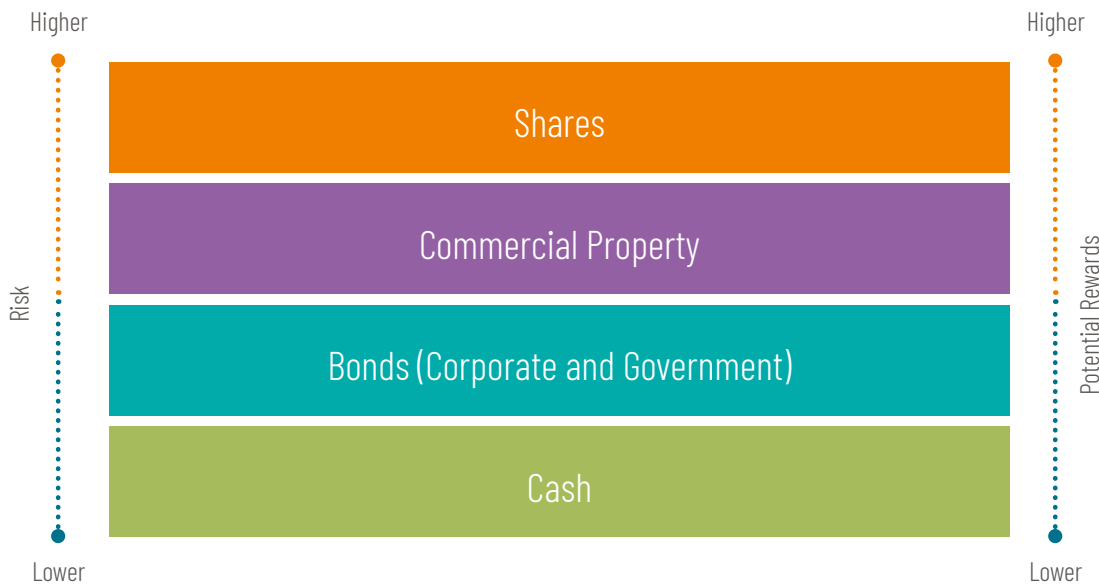 Higher
Higher
Shares
Commercial Property
Risk
Potential Rewards
Bonds (Corporate and Government)
Cash
Lower
Lower